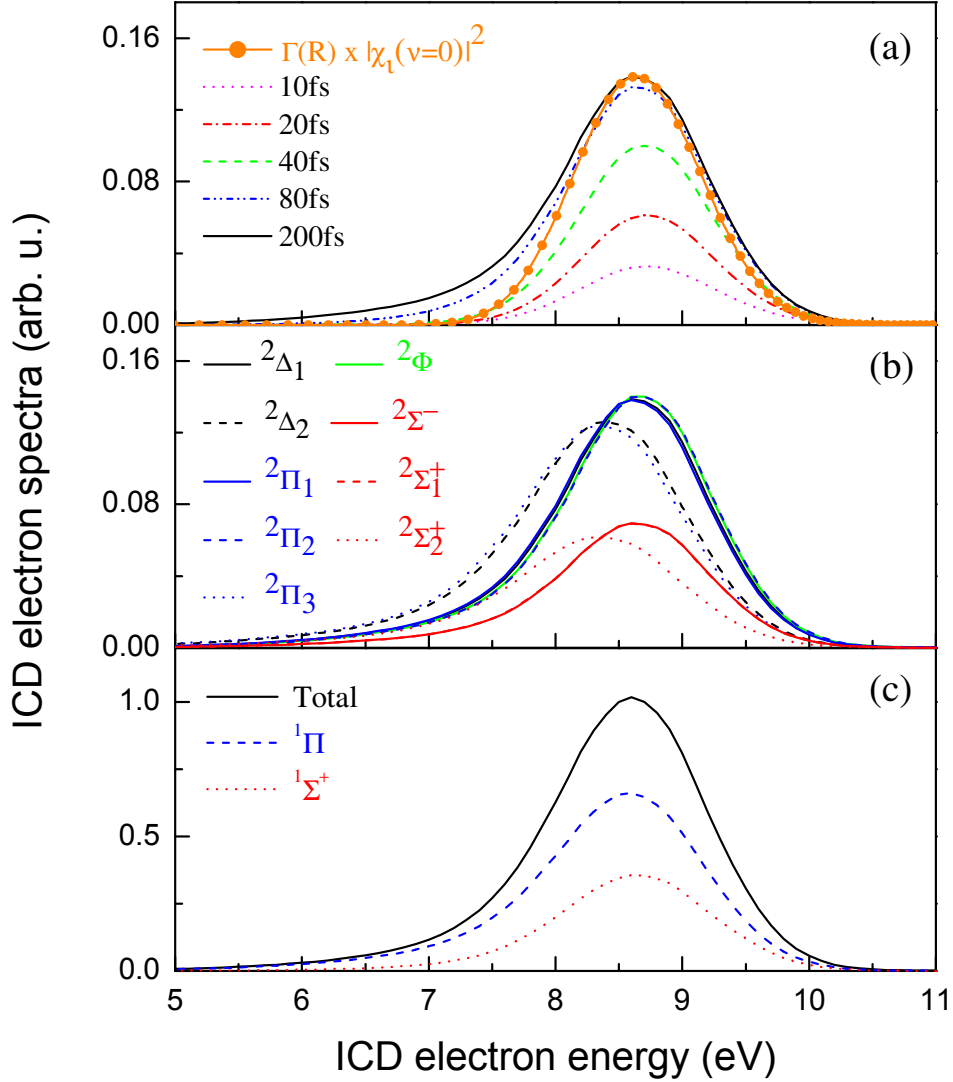 ICD electron spectra (arb. u.)
0.16
0.08
0.00
(a)
Γ(R) x |χι(ν=0)|²
10fs
20fs
40fs
80fs
200fs
0.16
0.08
0.00
(b)
²Δ₁ ²Φ
²Δ₂ ²Σ⁻
²Π₁ ²Σ₁⁺
²Π₂ ²Σ₂⁺
²Π₃
1.0
0.5
0.0
(c)
Total
¹Π
¹Σ⁺
5 6 7 8 9 10 11
ICD electron energy (eV)